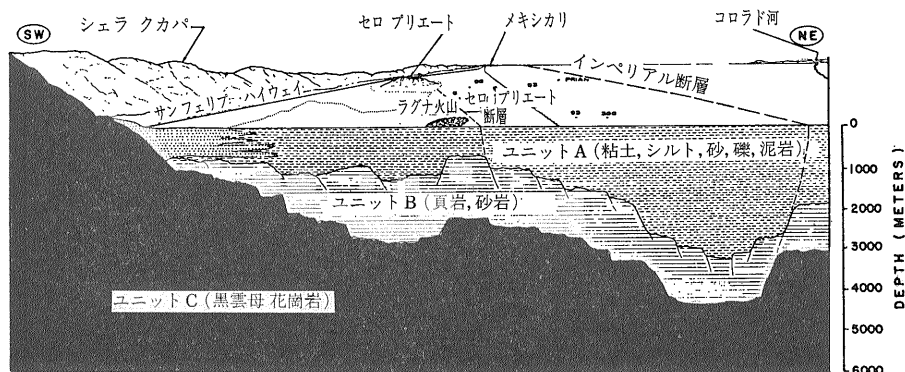 SW
シェラ クカパー
セロ プリエート
メキシカリ
コロラド河
NE
インペリアル断層
サンフェリプ ハイウェイ
ラグナ火山
セロ プリエート
断層
PRIAN
93
ユニットA (粘土, シルト, 砂, 礫, 泥岩)
ユニットB (頁岩, 砂岩)
ユニットC (黒雲母 花崗岩)
0
1000
2000
3000
4000
5000
6000
DEPTH (METERS)